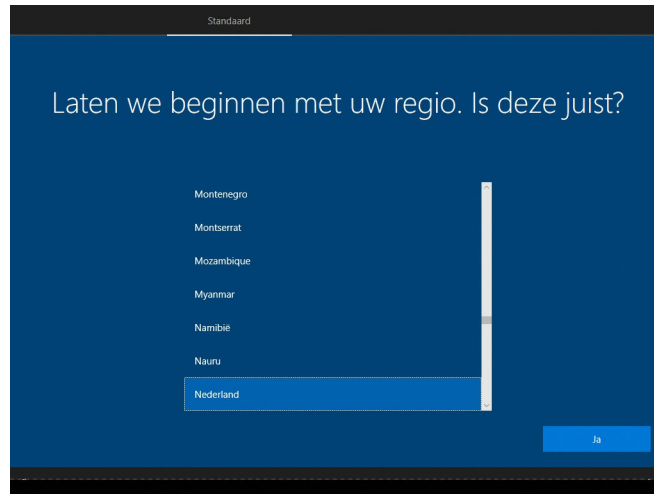 Standaard
Laten we beginnen met uw regio. Is deze juist?
Montenegro
Montserrat
Mozambique
Myanmar
Namibië
Nauru
Nederland
Ja